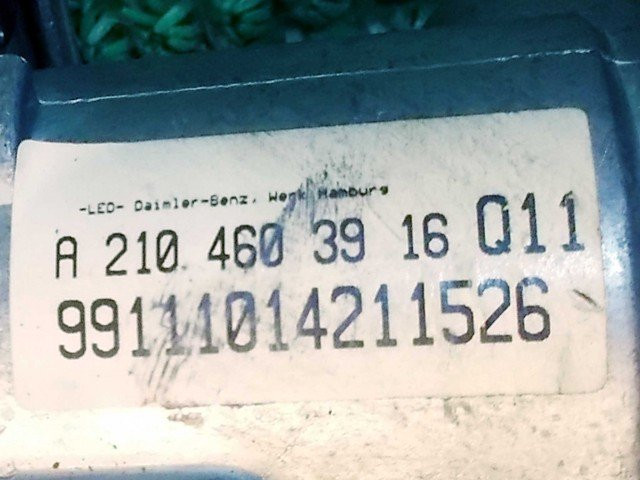 -LED- Daimler-Benz, Werk Hamburg
A 210 460 39 16 Q11
99111014211526